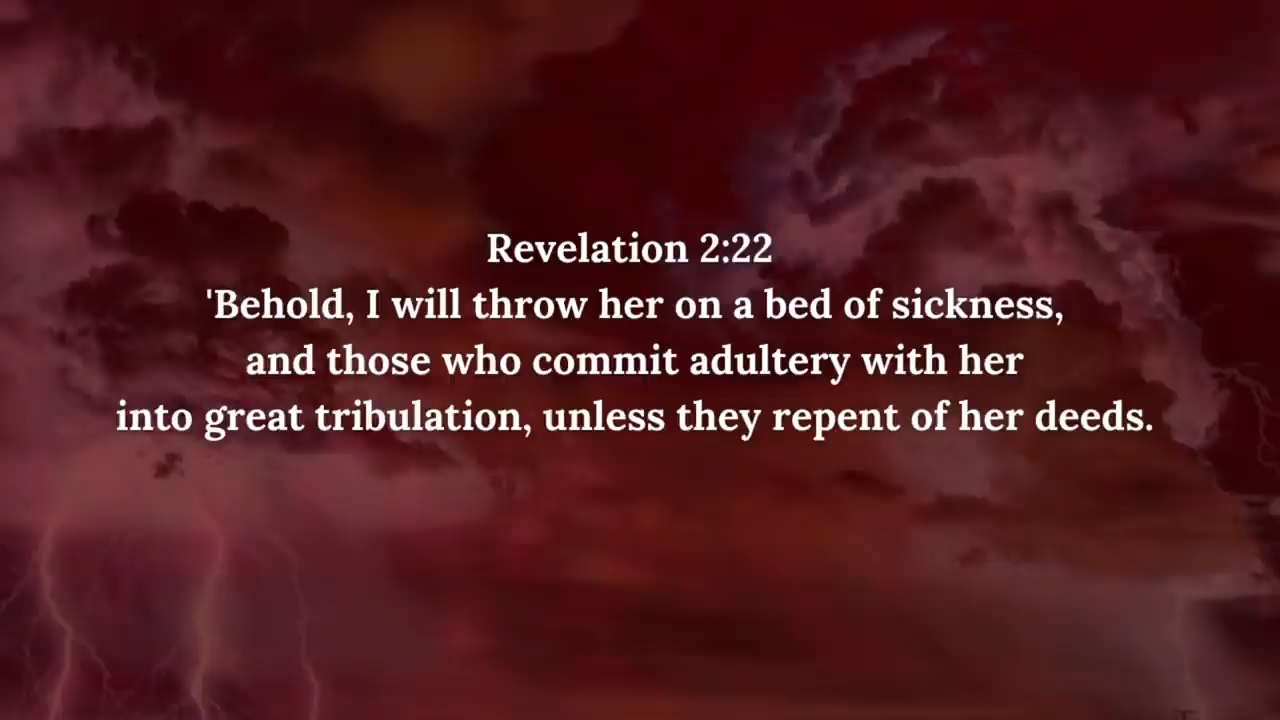 Revelation 2:22
'Behold, I will throw her on a bed of sickness,
and those who commit adultery with her
into great tribulation, unless they repent of her deeds.